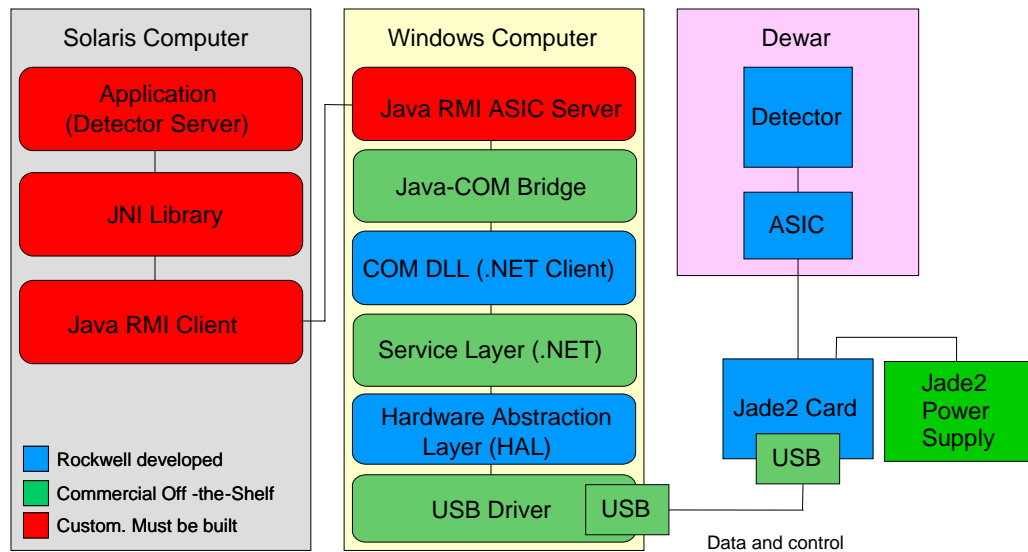 Solaris Computer
Application
(Detector Server)
JNI Library
Java RMI Client
Rockwell developed
Commercial Off -the-Shelf
Custom. Must be built
Windows Computer
Java RMI ASIC Server
Java-COM Bridge
COM DLL (.NET Client)
Service Layer (.NET)
Hardware Abstraction
Layer (HAL)
USB Driver
USB
Dewar
Detector
ASIC
Jade2 Card
USB
Jade2
Power
Supply
Data and control